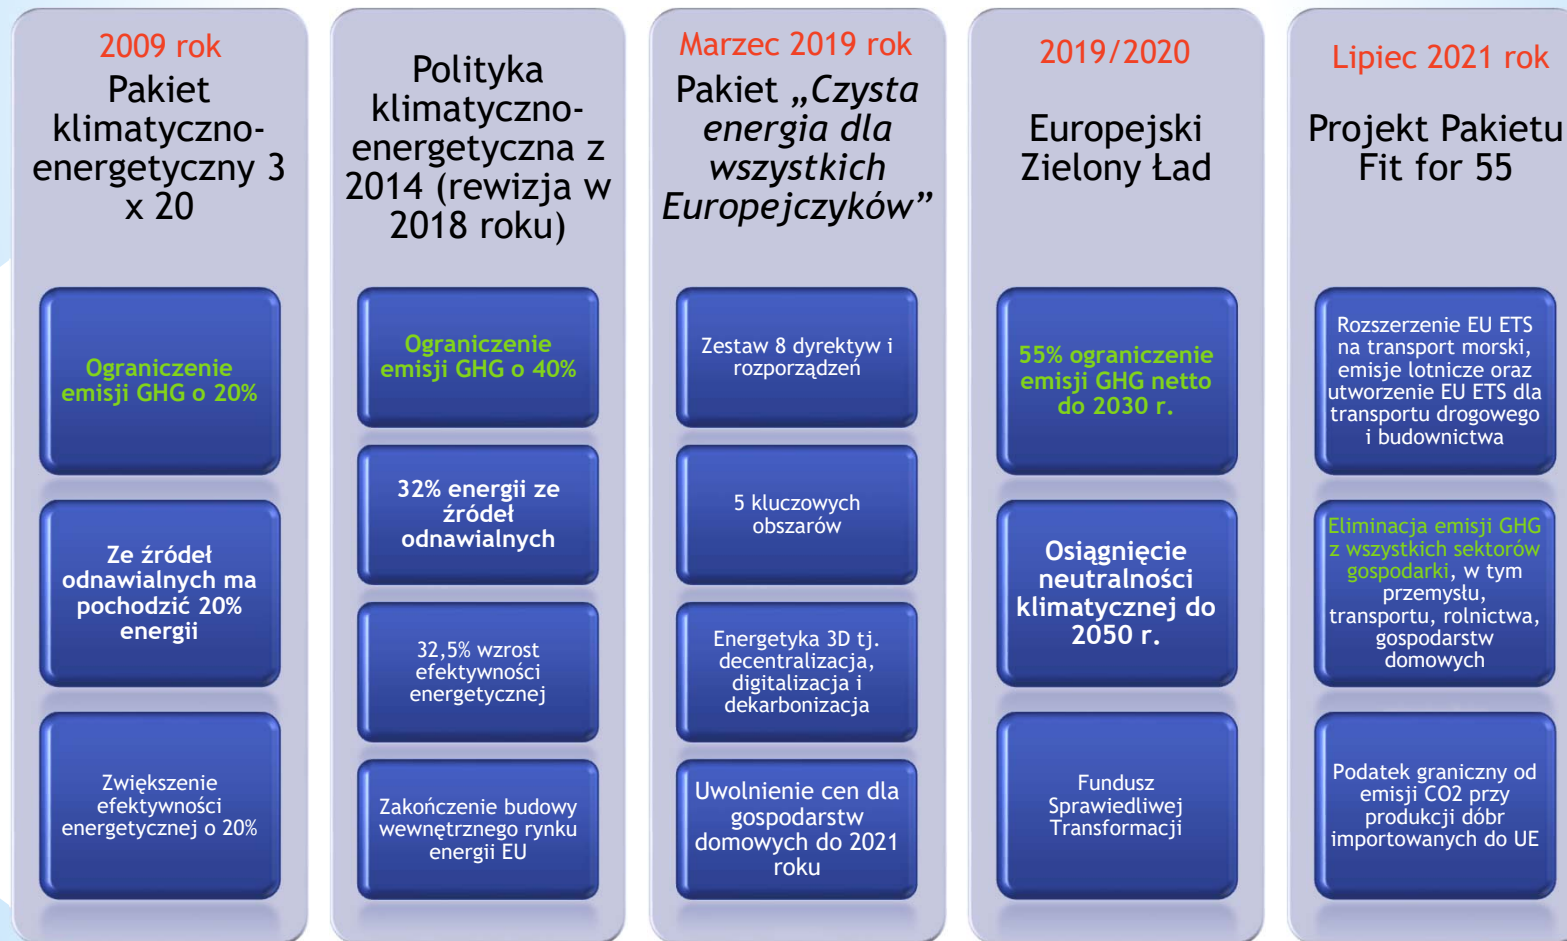 2009 rok
Pakiet
klimatyczno-
energetyczny 3
x 20
Ograniczenie
emisji GHG o 20%
Ze źródeł
odnawialnych ma
pochodzić 20%
energii
Zwiększenie
efektywności
energetycznej o 20%
Polityka
klimatyczno-
energetyczna z
2014 (rewizja w
2018 roku)
Ograniczenie
emisji GHG o 40%
32% energii ze
źródeł
odnawialnych
32,5% wzrost
efektywności
energetycznej
Zakończenie budowy
wewnętrznego rynku
energii EU
Marzec 2019 rok
Pakiet „Czysta
energia dla
wszystkich
Europejczyków”
Zestaw 8 dyrektyw i
rozporządzeń
5 kluczowych
obszarów
Energetyka 3D tj.
decentralizacja,
digitalizacja i
dekarbonizacja
Uwolnienie cen dla
gospodarstw
domowych do 2021
roku
2019/2020
Europejski
Zielony Ład
55% ograniczenie
emisji GHG netto
do 2030 r.
Osiągnięcie
neutralności
klimatycznej do
2050 r.
Fundusz
Sprawiedliwej
Transformacji
Lipiec 2021 rok
Projekt Pakietu
Fit for 55
Rozszerzenie EU ETS
na transport morski,
emisje lotnicze oraz
utworzenie EU ETS dla
transportu drogowego
i budownictwa
Eliminacja emisji GHG
z wszystkich sektorów
gospodarki, w tym
przemysłu,
transportu, rolnictwa,
gospodarstw
domowych
Podatek graniczny od
emisji CO2 przy
produkcji dóbr
importowanych do UE